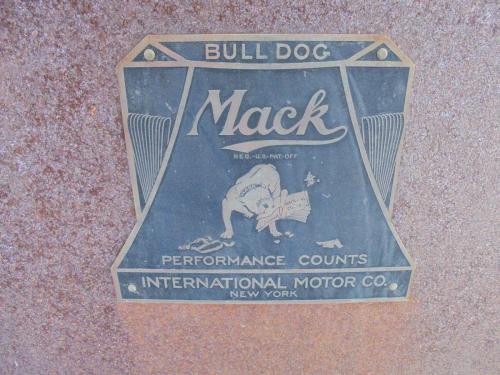 BULL DOG
Mack
REG.-U.S-PAT-OFF
PERFORMANCE COUNTS
INTERNATIONAL MOTOR CO.
NEW YORK